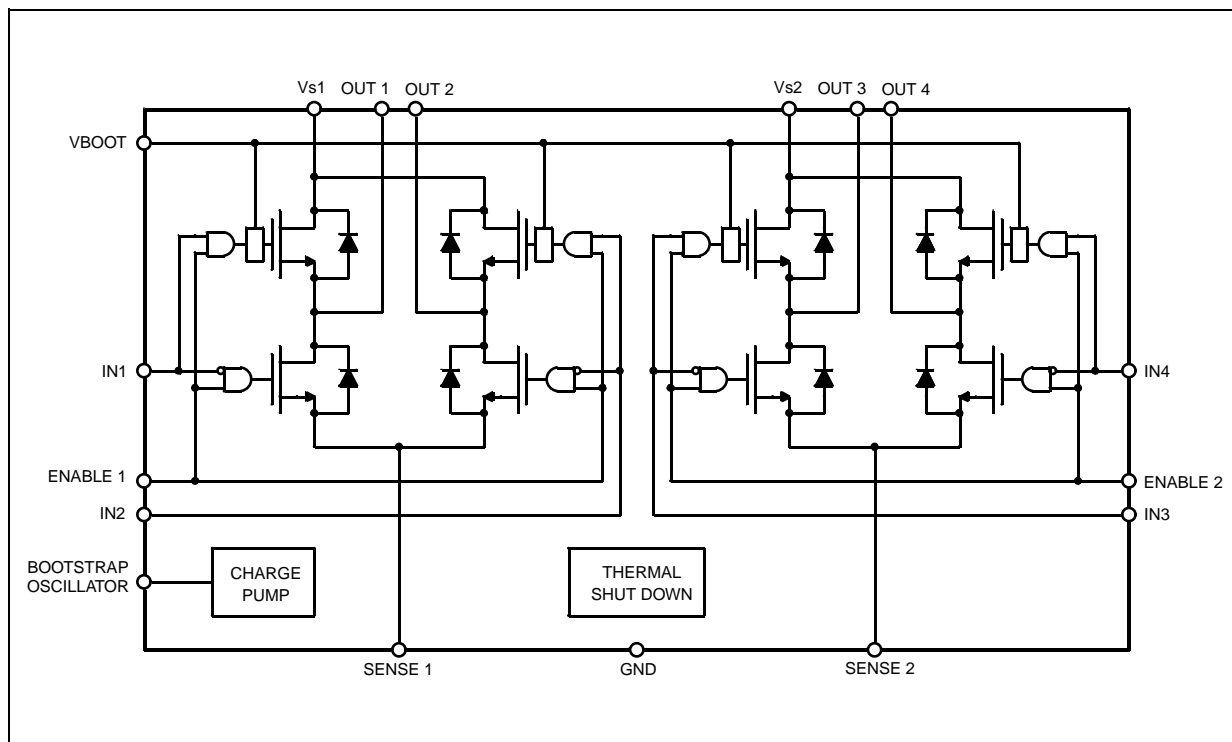 Vs1
OUT 1
OUT 2
Vs2
OUT 3
OUT 4
VBOOT
IN1
IN4
ENABLE 1
ENABLE 2
IN2
IN3
BOOTSTRAP
OSCILLATOR
CHARGE
PUMP
THERMAL
SHUT DOWN
SENSE 1
GND
SENSE 2